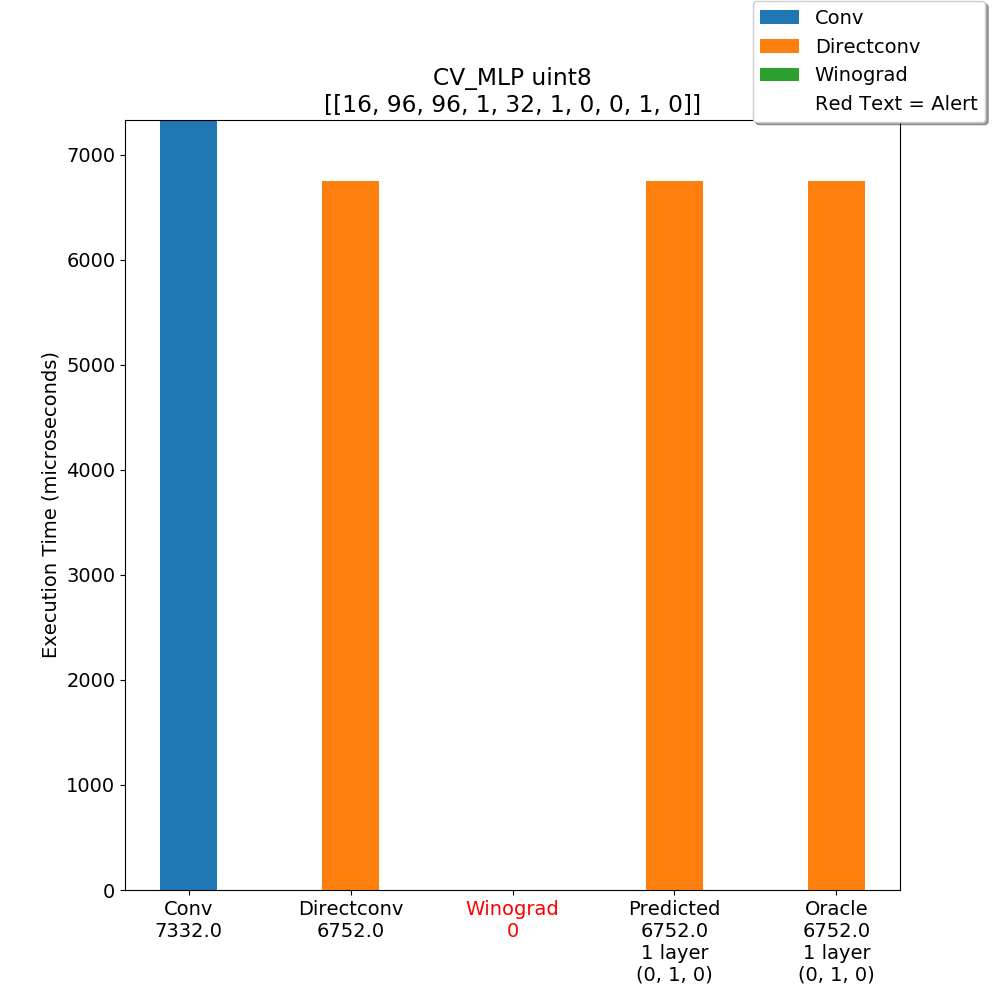 Conv
Directconv
Winograd
Red Text = Alert
CV_MLP uint8
[[16, 96, 96, 1, 32, 1, 0, 0, 1, 0]]
Execution Time (microseconds)
7000
6000
5000
4000
3000
2000
1000
0
Conv
7332.0
Directconv
6752.0
Winograd
0
Predicted
6752.0
1 layer
(0, 1, 0)
Oracle
6752.0
1 layer
(0, 1, 0)